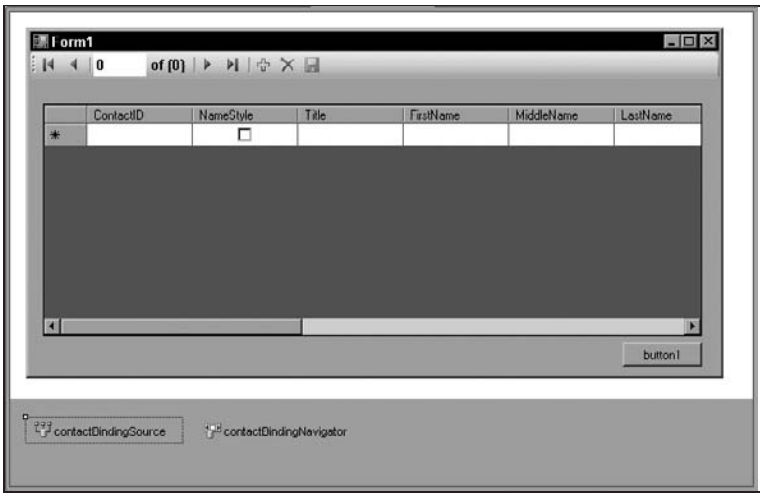 Form1
0 of {0}
ContactID NameStyle Title FirstName MiddleName LastName
button1
contactBindingSource contactBindingNavigator